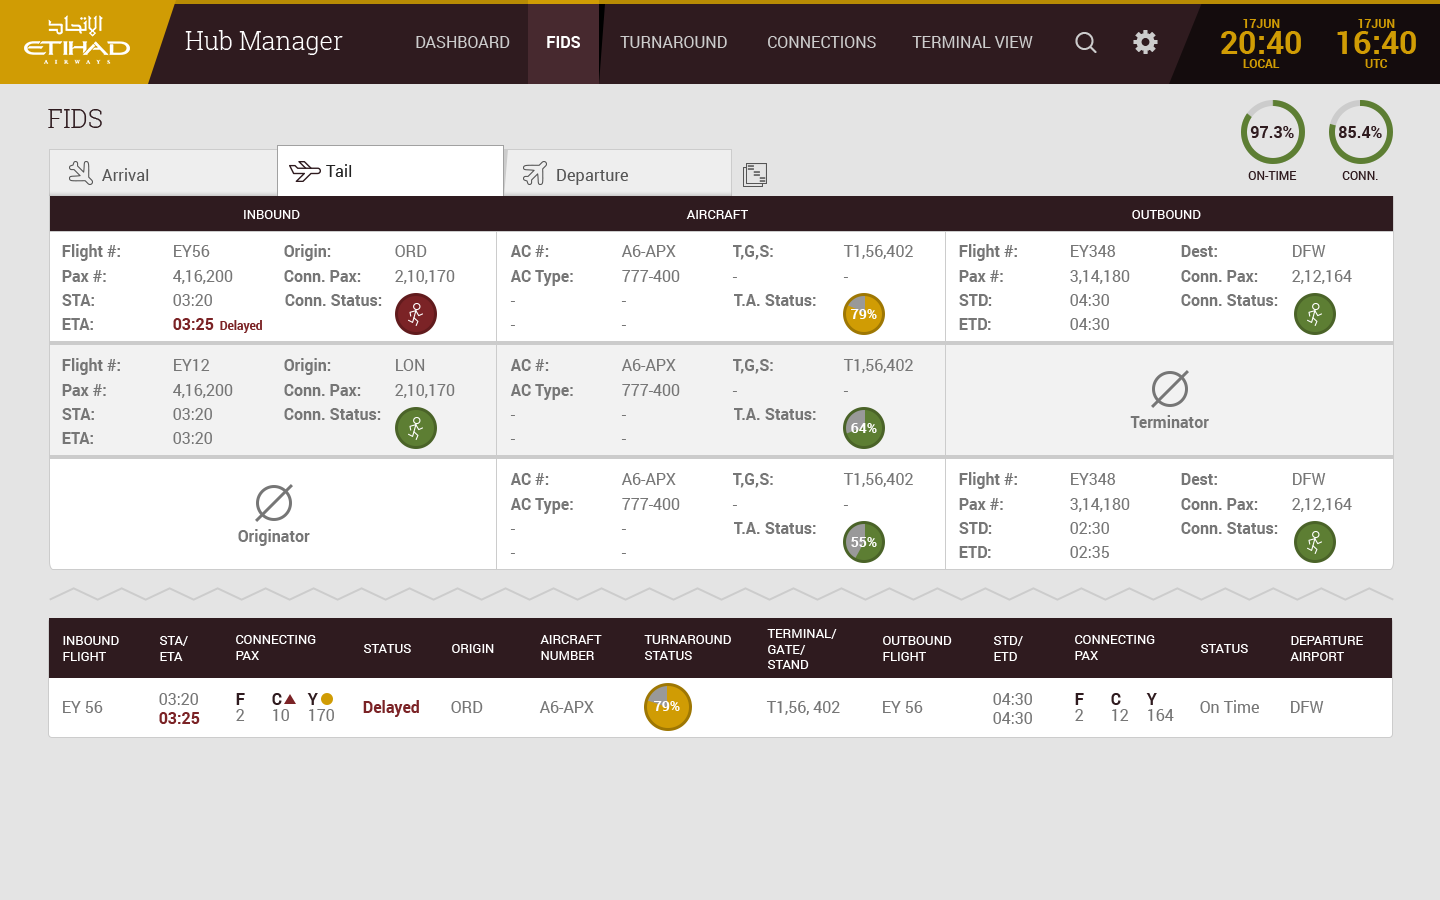 الإتحاد
ETIHAD
AIRWAYS
Hub Manager
DASHBOARD
FIDS
TURNAROUND
CONNECTIONS
TERMINAL VIEW
17JUN
20:40
LOCAL
17JUN
16:40
UTC
FIDS
97.3%
ON-TIME
85.4%
CONN.
Arrival
Tail
Departure
INBOUND AIRCRAFT OUTBOUND
Flight #: EY56 Origin: ORD AC #: A6-APX T,G,S: T1,56,402 Flight #: EY348 Dest: DFW
Pax #: 4,16,200 Conn. Pax: 2,10,170 AC Type: 777-400 - - Pax #: 3,14,180 Conn. Pax: 2,12,164
STA: 03:20 Conn. Status: - - T.A. Status: 79% STD: 04:30 Conn. Status:
ETA: 03:25 Delayed - - ETD: 04:30
Flight #: EY12 Origin: LON AC #: A6-APX T,G,S: T1,56,402
Pax #: 4,16,200 Conn. Pax: 2,10,170 AC Type: 777-400 - -
STA: 03:20 Conn. Status: - - T.A. Status: 64%
ETA: 03:20 - -
Terminator
Originator
AC #: A6-APX T,G,S: T1,56,402 Flight #: EY348 Dest: DFW
AC Type: 777-400 - - Pax #: 3,14,180 Conn. Pax: 2,12,164
- - T.A. Status: 55% STD: 02:30 Conn. Status:
- - ETD: 02:35
INBOUND
FLIGHT
STA/
ETA
CONNECTING
PAX
STATUS
ORIGIN
AIRCRAFT
NUMBER
TURNAROUND
STATUS
TERMINAL/
GATE/
STAND
OUTBOUND
FLIGHT
STD/
ETD
CONNECTING
PAX
STATUS
DEPARTURE
AIRPORT
EY 56
03:20
03:25
F C Y
2 10 170
Delayed
ORD
A6-APX
79%
T1,56, 402
EY 56
04:30
04:30
F C Y
2 12 164
On Time
DFW